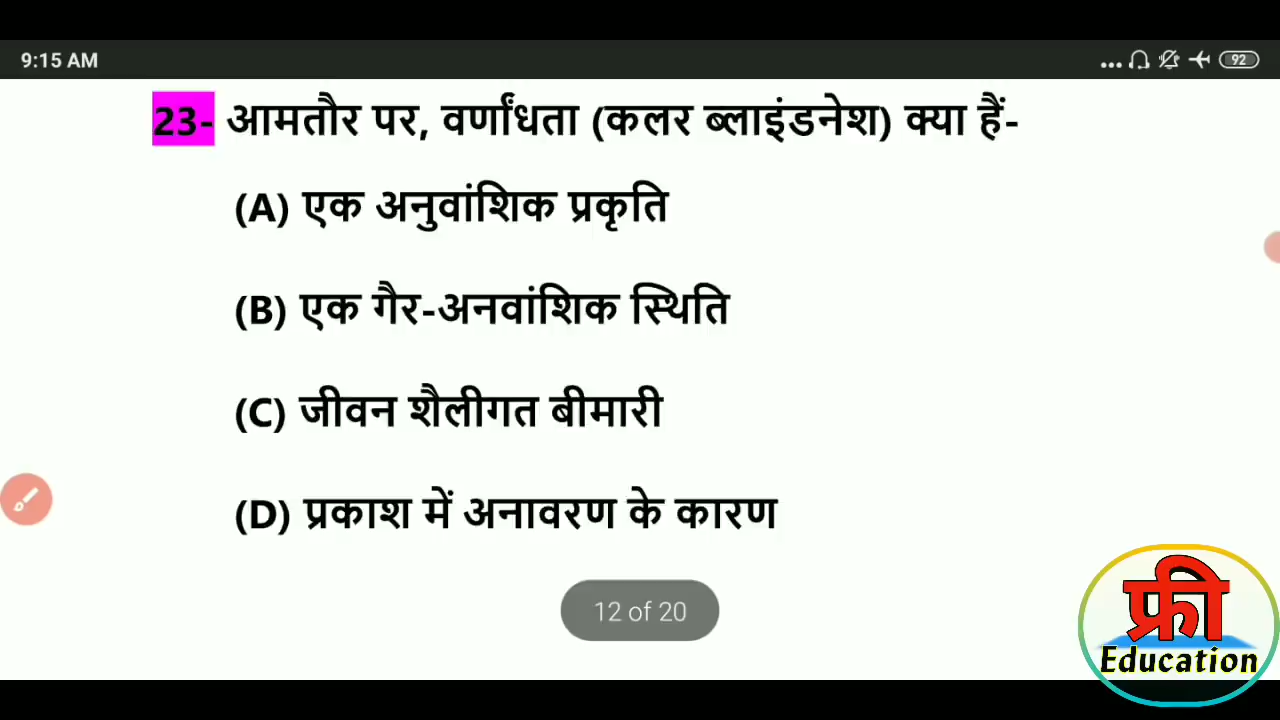 9:15 AM
92
23- आमतौर पर, वर्णांधता (कलर ब्लाइंडनेश) क्या हैं-
(A) एक अनुवांशिक प्रकृति
(B) एक गैर-अनवांशिक स्थिति
(C) जीवन शैलीगत बीमारी
(D) प्रकाश में अनावरण के कारण
12 of 20
फ्री
Education